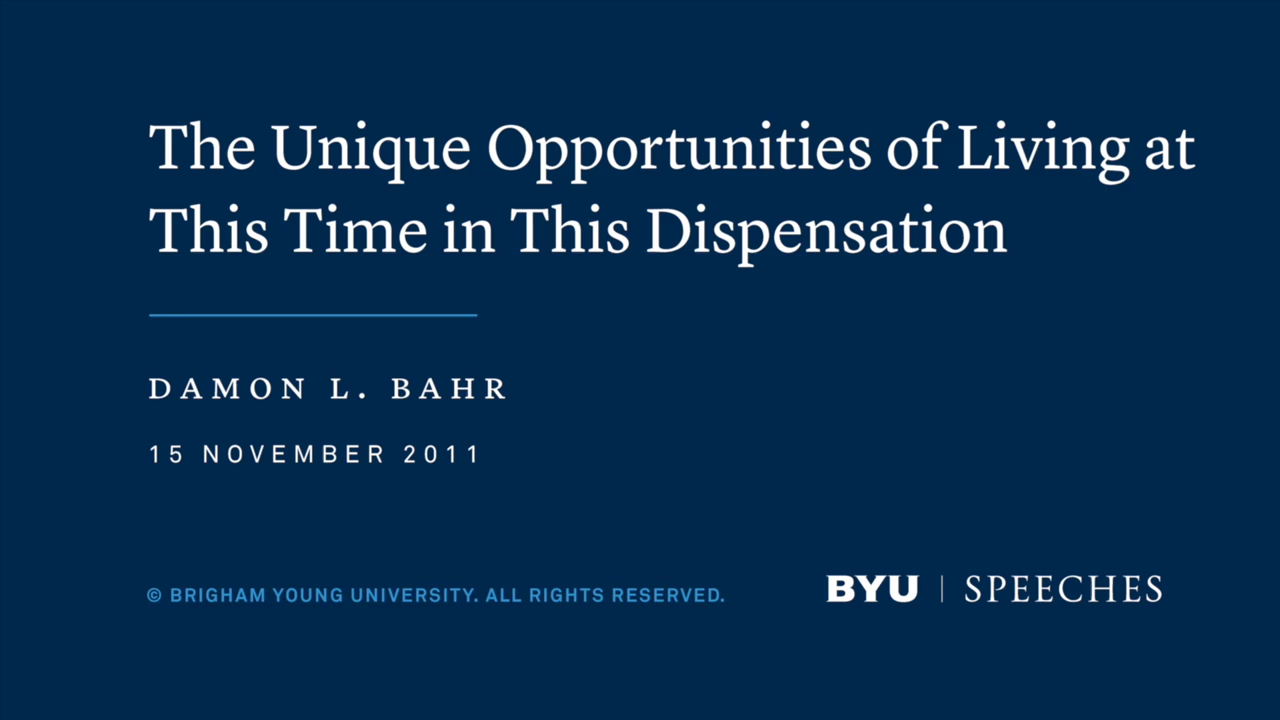 The Unique Opportunities of Living at
This Time in This Dispensation
DAMON L. BAHR
15 NOVEMBER 2011
© BRIGHAM YOUNG UNIVERSITY. ALL RIGHTS RESERVED.
BYU | SPEECHES